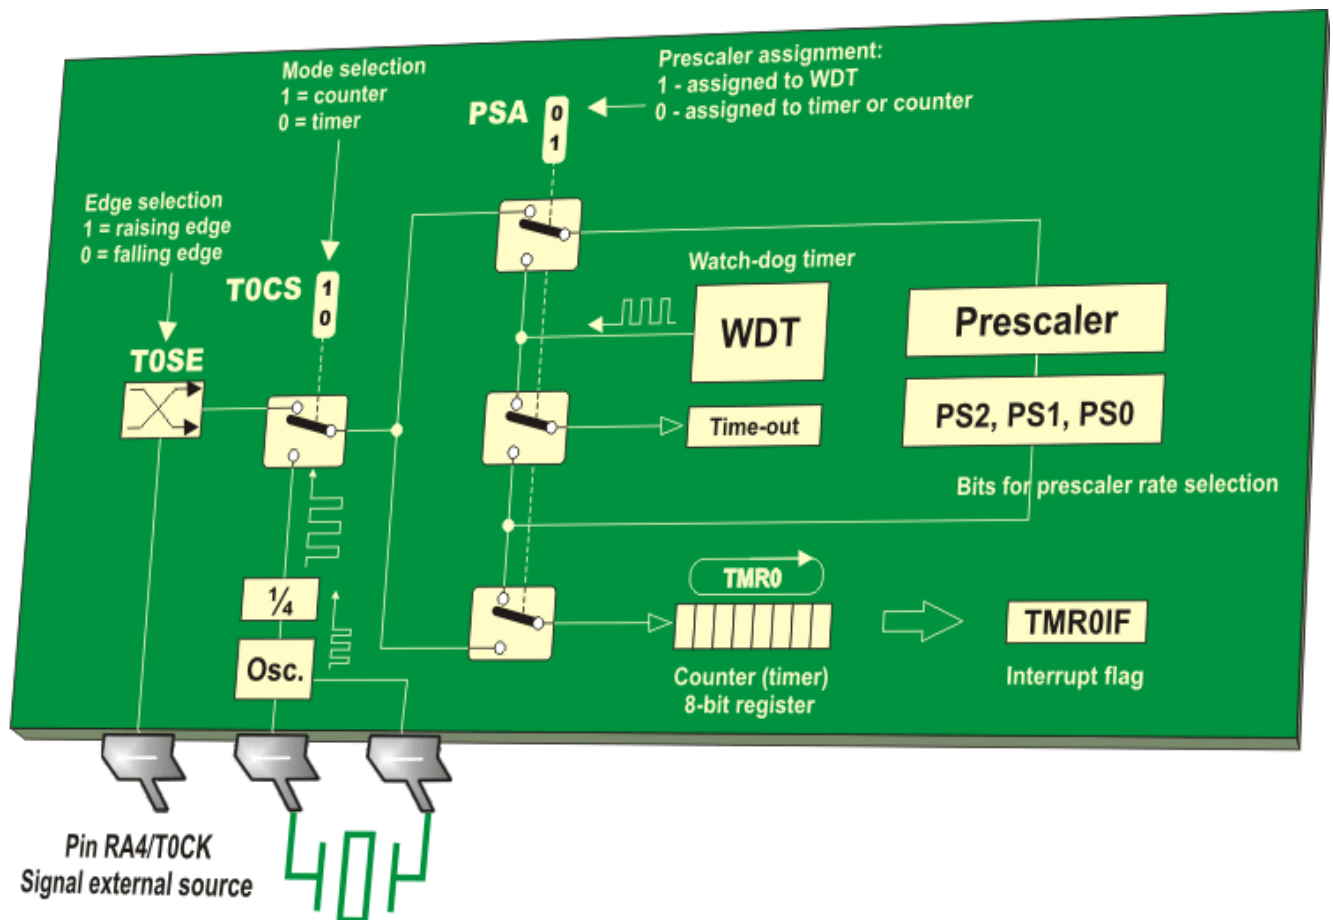 Mode selection
1 = counter
0 = timer
Prescaler assignment:
1 - assigned to WDT
0 - assigned to timer or counter
PSA
0
1
Edge selection
1 = raising edge
0 = falling edge
T0CS
1
0
T0SE
Watch-dog timer
WDT
Prescaler
Time-out
PS2, PS1, PS0
Bits for prescaler rate selection
¼
Osc.
TMR0
Counter (timer)
8-bit register
TMR0IF
Interrupt flag
Pin RA4/T0CK
Signal external source